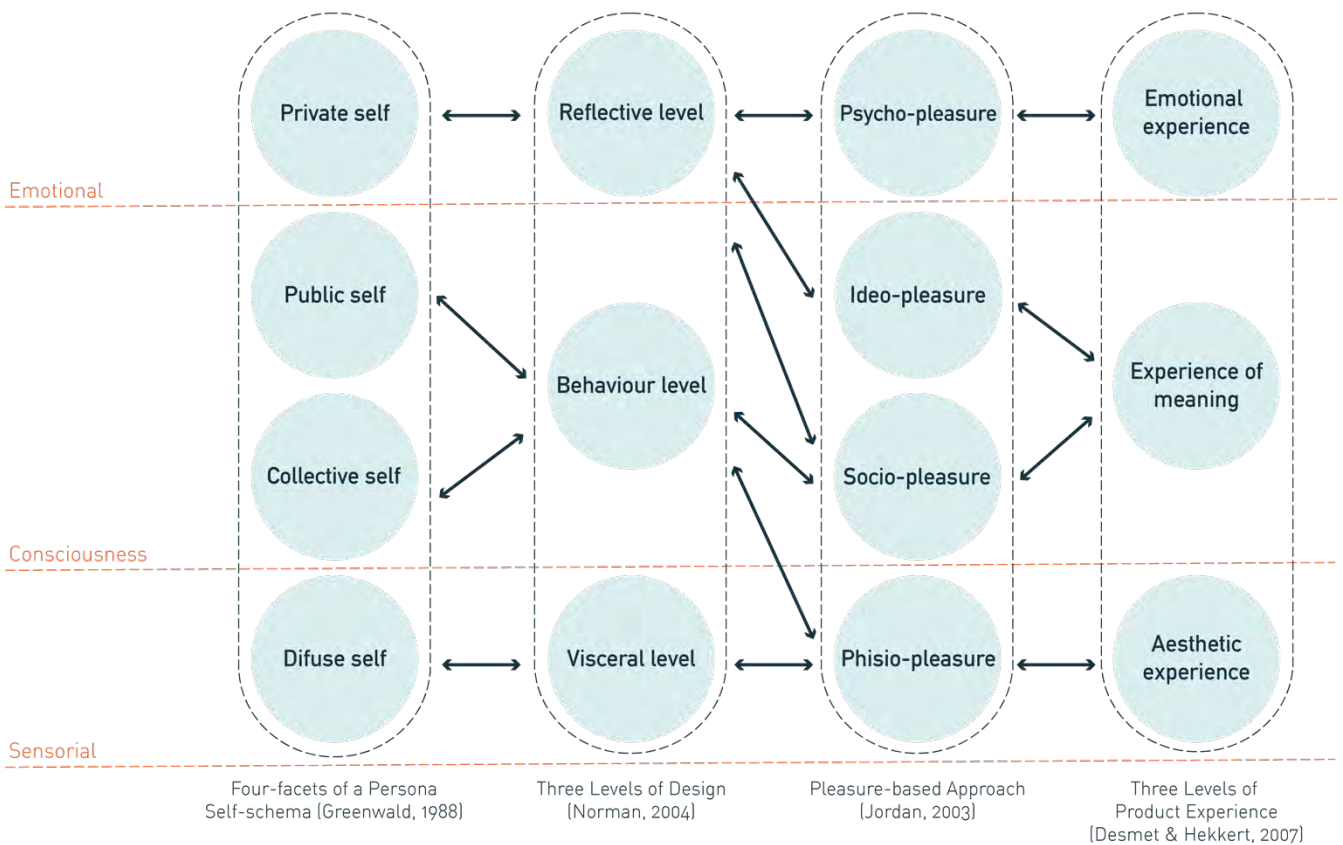 Private self
Reflective level
Psycho-pleasure
Emotional
experience
Emotional
Public self
Ideo-pleasure
Behaviour level
Experience of
meaning
Collective self
Socio-pleasure
Consciousness
Difuse self
Visceral level
Phisio-pleasure
Aesthetic
experience
Sensorial
Four-facets of a Persona
Self-schema (Greenwald, 1988)
Three Levels of Design
(Norman, 2004)
Pleasure-based Approach
(Jordan, 2003)
Three Levels of
Product Experience
(Desmet & Hekkert, 2007)